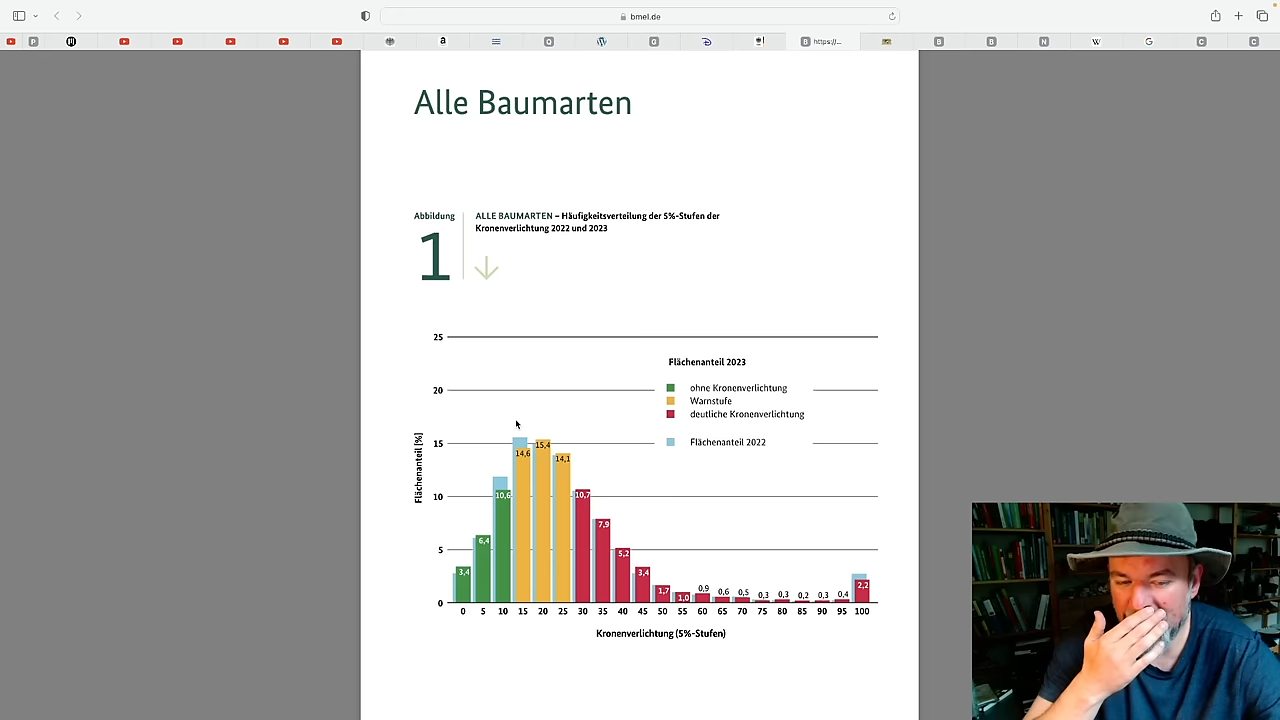 bmel.de
https://...
Alle Baumarten
Abbildung
1
ALLE BAUMARTEN – Häufigkeitsverteilung der 5%-Stufen der
Kronenverlichtung 2022 und 2023
25
20
15
10
5
0
Flächenanteil [%]
Flächenanteil 2023
ohne Kronenverlichtung
Warnstufe
deutliche Kronenverlichtung
Flächenanteil 2022
3,4
6,4
10,6
14,6
15,4
14,1
10,7
7,9
5,2
3,4
1,7
1,0
0,9
0,6
0,5
0,3
0,3
0,2
0,3
0,4
2,2
0 5 10 15 20 25 30 35 40 45 50 55 60 65 70 75 80 85 90 95 100
Kronenverlichtung (5%-Stufen)